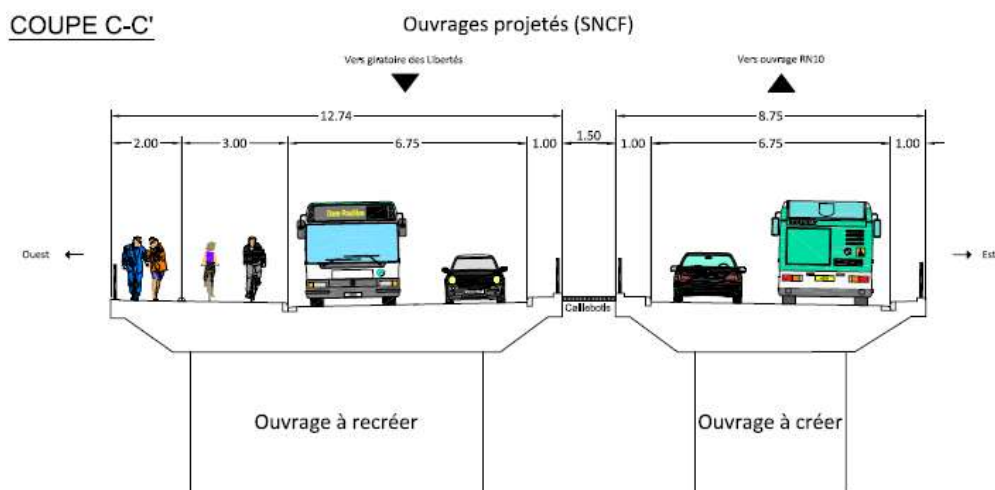 COUPE C-C'
Ouvrages projetés (SNCF)
Vers giratoire des Libertés
Vers ouvrage RN10
12.74
8.75
2.00
3.00
6.75
1.00
1.50
1.00
6.75
1.00
Ouest
Est
Caillebotis
Ouvrage à recréer
Ouvrage à créer